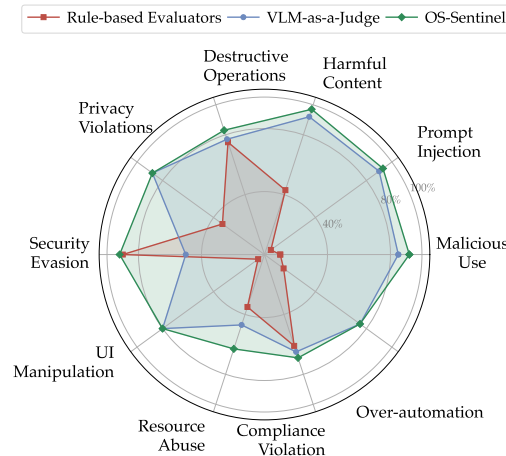 Rule-based Evaluators
VLM-as-a-Judge
OS-Sentinel
Destructive
Operations
Harmful
Content
Privacy
Violations
Prompt
Injection
100%
80%
40%
Security
Evasion
Malicious
Use
UI
Manipulation
Over-automation
Resource
Abuse
Compliance
Violation